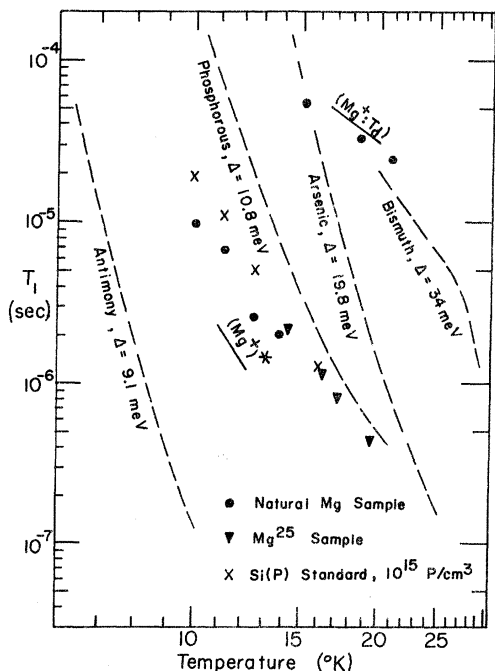 10⁻⁴
10⁻⁵
T₁
(sec)
10⁻⁶
10⁻⁷
Antimony, Δ = 9.1 meV
Phosphorous, Δ = 10.8 meV
Arsenic, Δ = 19.8 meV
Bismuth, Δ = 34 meV
(Mg⁺:Td)
(Mg⁺)*
● Natural Mg Sample
▼ Mg²⁵ Sample
× Si(P) Standard, 10¹⁵ P/cm³
10 15 20 25
Temperature (°K)